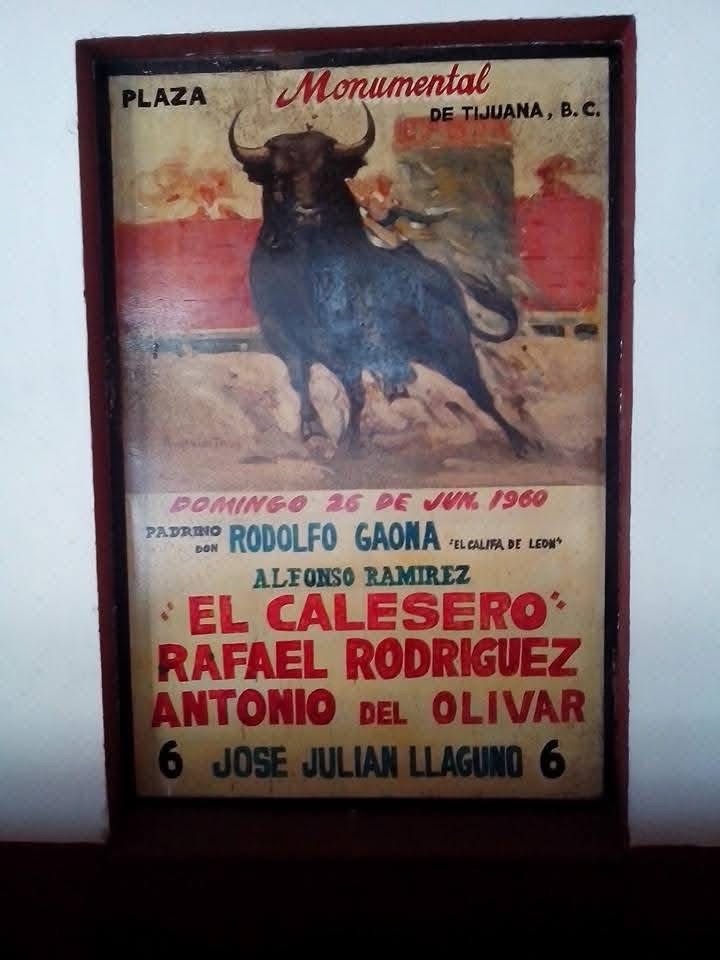 PLAZA Monumental
DE TIJUANA, B.C.
DOMINGO 26 DE JUN. 1960
PADRINO DON RODOLFO GAONA "EL CALIFA DE LEON"
ALFONSO RAMIREZ
"EL CALESERO"
RAFAEL RODRIGUEZ
ANTONIO DEL OLIVAR
6 JOSE JULIAN LLAGUNO 6